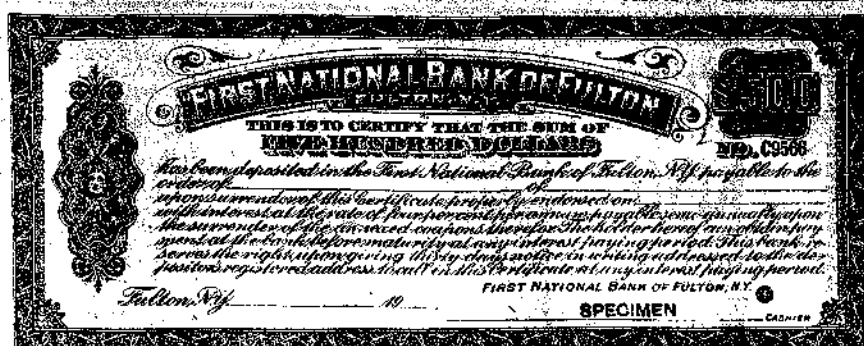 FIRST NATIONAL BANK OF FULTON
FULTON, N.Y.
$500
THIS IS TO CERTIFY THAT THE SUM OF
FIVE HUNDRED DOLLARS
NO. C9566
has been deposited in the First National Bank of Fulton, N.Y. payable to the
order of of
upon surrender of this Certificate properly endorsed on
with interest at the rate of four per cent per annum, payable semi-annually upon
the surrender of the annexed coupons therefor. The holder hereof may obtain pay-
ment at the bank before maturity at any interest paying period. This bank re-
serves the right upon giving thirty days notice in writing addressed to the de-
positors registered address to call in this Certificate at any interest paying period.
FIRST NATIONAL BANK OF FULTON, N.Y.
Fulton, N.Y. 19
SPECIMEN
CASHIER